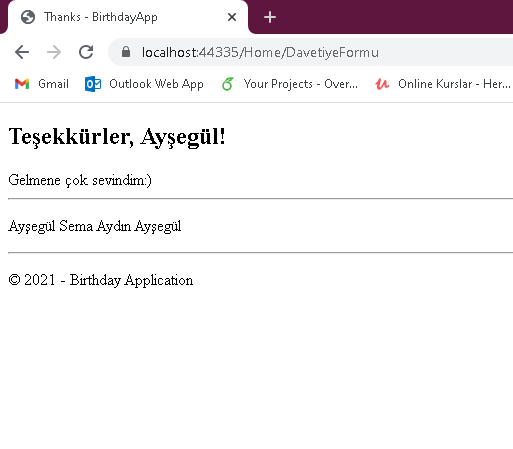 Thanks - BirthdayApp
localhost:44335/Home/DavetiyeFormu
Gmail Outlook Web App Your Projects - Over... Online Kurslar - Her...
Teşekkürler, Ayşegül!
Gelmene çok sevindim:)
Ayşegül Sema Aydın Ayşegül
© 2021 - Birthday Application